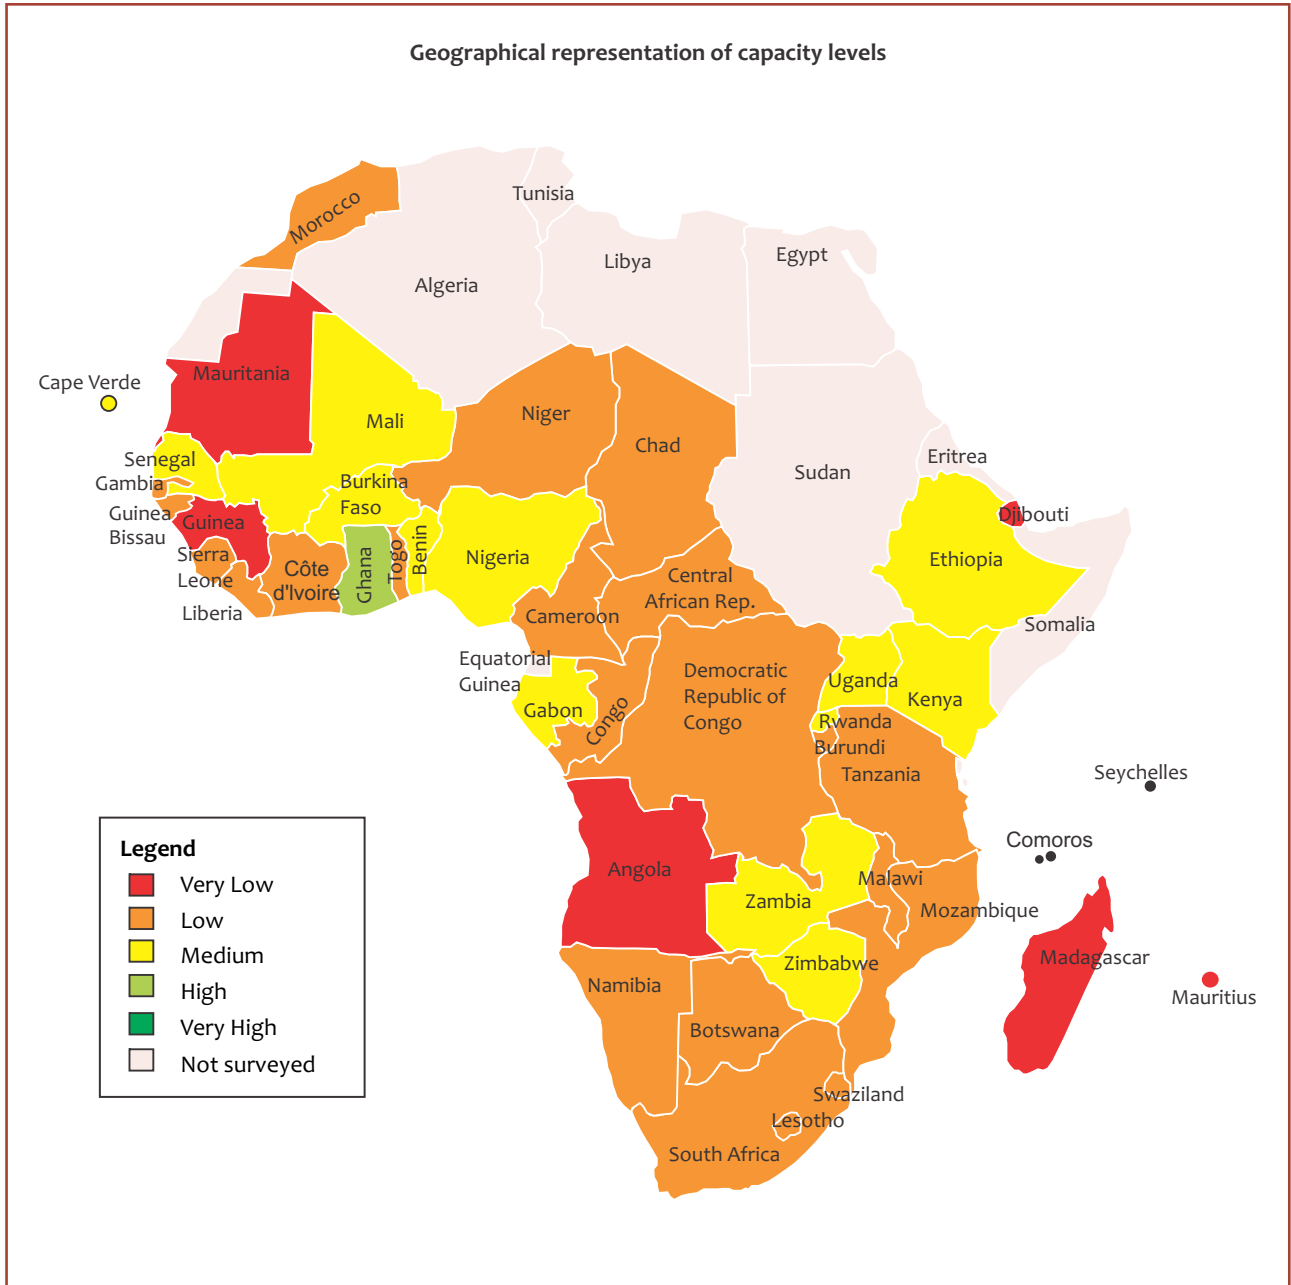 Geographical representation of capacity levels
Tunisia
Morocco
Libya
Egypt
Algeria
Mauritania
Cape Verde
Niger
Mali
Chad
Senegal
Eritrea
Sudan
Gambia
Burkina
Faso
Guinea
Bissau
Guinea
Djibouti
Sierra
Leone
Côte
d'Ivoire
Ghana
Togo
Benin
Nigeria
Ethiopia
Central
African Rep.
Liberia
Cameroon
Somalia
Equatorial
Guinea
Democratic
Republic of
Congo
Uganda
Kenya
Gabon
Congo
Rwanda
Burundi
Tanzania
Seychelles
Comoros
Legend
Very Low
Low
Medium
High
Very High
Not surveyed
Angola
Malawi
Zambia
Mozambique
Madagascar
Zimbabwe
Namibia
Mauritius
Botswana
Swaziland
Lesotho
South Africa